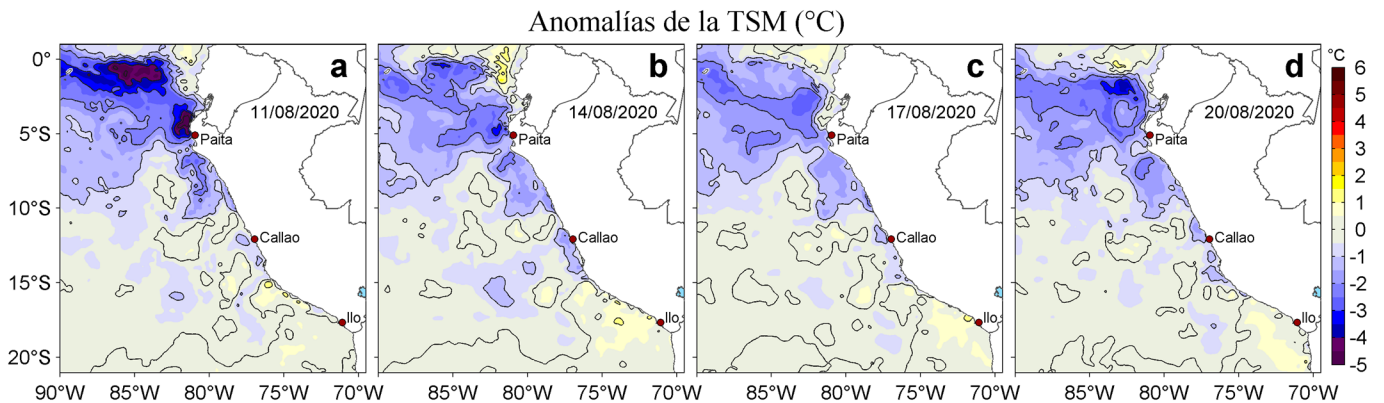 Anomalías de la TSM (°C)
a
b
c
d
11/08/2020
14/08/2020
17/08/2020
20/08/2020
Paita
Callao
Ilo
Paita
Callao
Ilo
Paita
Callao
Ilo
Paita
Callao
Ilo
0°
5°S
10°S
15°S
20°S
90°W 85°W 80°W 75°W 70°W
85°W 80°W 75°W 70°W
85°W 80°W 75°W 70°W
85°W 80°W 75°W 70°W
°C
6
5
4
3
2
1
0
-1
-2
-3
-4
-5